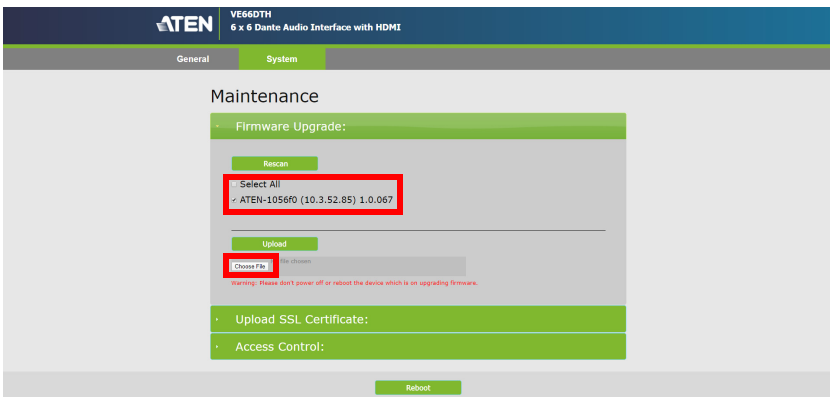 ATEN
VE66DTH
6 x 6 Dante Audio Interface with HDMI
General System
Maintenance
Firmware Upgrade:
Rescan
Select All
ATEN-1056f0 (10.3.52.85) 1.0.067
Upload
Choose File file chosen
Warning: Please don't power off or reboot the device which is on upgrading firmware.
Upload SSL Certificate:
Access Control:
Reboot